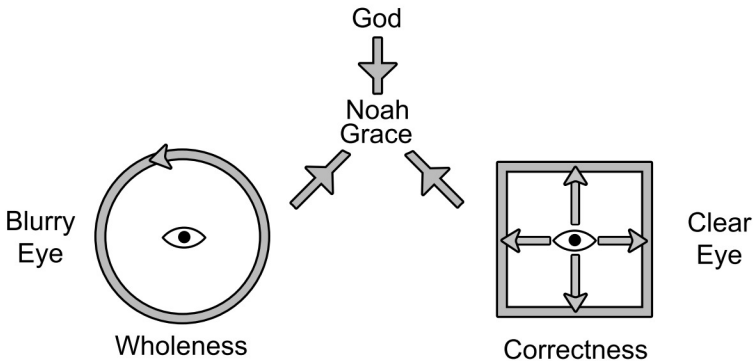 God
Noah
Grace
Blurry
Eye
Clear
Eye
Wholeness
Correctness